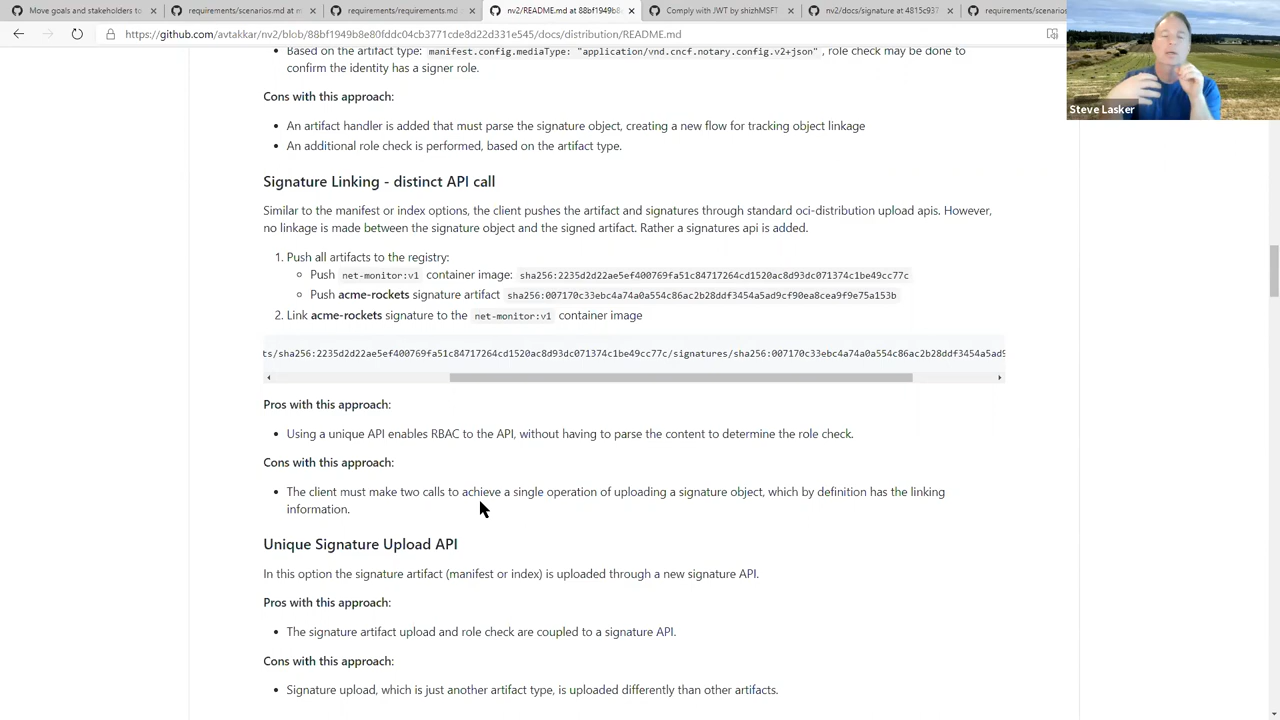 Move goals and stakeholders to
requirements/scenarios.md at m
requirements/requirements.md
nv2/README.md at 88bf1949b8
Comply with JWT by shizhMSFT
nv2/docs/signature at 4815c937
requirements/scenarios
https://github.com/avtakkar/nv2/blob/88bf1949b8e80fddc04cb3771cde8d22d331e545/docs/distribution/README.md
Steve Lasker
Based on the artifact type: manifest.config.mediaType: "application/vnd.cncf.notary.config.v2+json" , role check may be done to
confirm the identity has a signer role.
Cons with this approach:
An artifact handler is added that must parse the signature object, creating a new flow for tracking object linkage
An additional role check is performed, based on the artifact type.
Signature Linking - distinct API call
Similar to the manifest or index options, the client pushes the artifact and signatures through standard oci-distribution upload apis. However,
no linkage is made between the signature object and the signed artifact. Rather a signatures api is added.
1. Push all artifacts to the registry:
Push net-monitor:v1 container image: sha256:2235d2d22ae5ef400769fa51c84717264cd1520ac8d93dc071374c1be49cc77c
Push acme-rockets signature artifact sha256:007170c33ebc4a74a0a554c86ac2b28ddf3454a5ad9cf90ea8cea9f9e75a153b
2. Link acme-rockets signature to the net-monitor:v1 container image
ts/sha256:2235d2d22ae5ef400769fa51c84717264cd1520ac8d93dc071374c1be49cc77c/signatures/sha256:007170c33ebc4a74a0a554c86ac2b28ddf3454a5ad9
Pros with this approach:
Using a unique API enables RBAC to the API, without having to parse the content to determine the role check.
Cons with this approach:
The client must make two calls to achieve a single operation of uploading a signature object, which by definition has the linking
information.
Unique Signature Upload API
In this option the signature artifact (manifest or index) is uploaded through a new signature API.
Pros with this approach:
The signature artifact upload and role check are coupled to a signature API.
Cons with this approach:
Signature upload, which is just another artifact type, is uploaded differently than other artifacts.